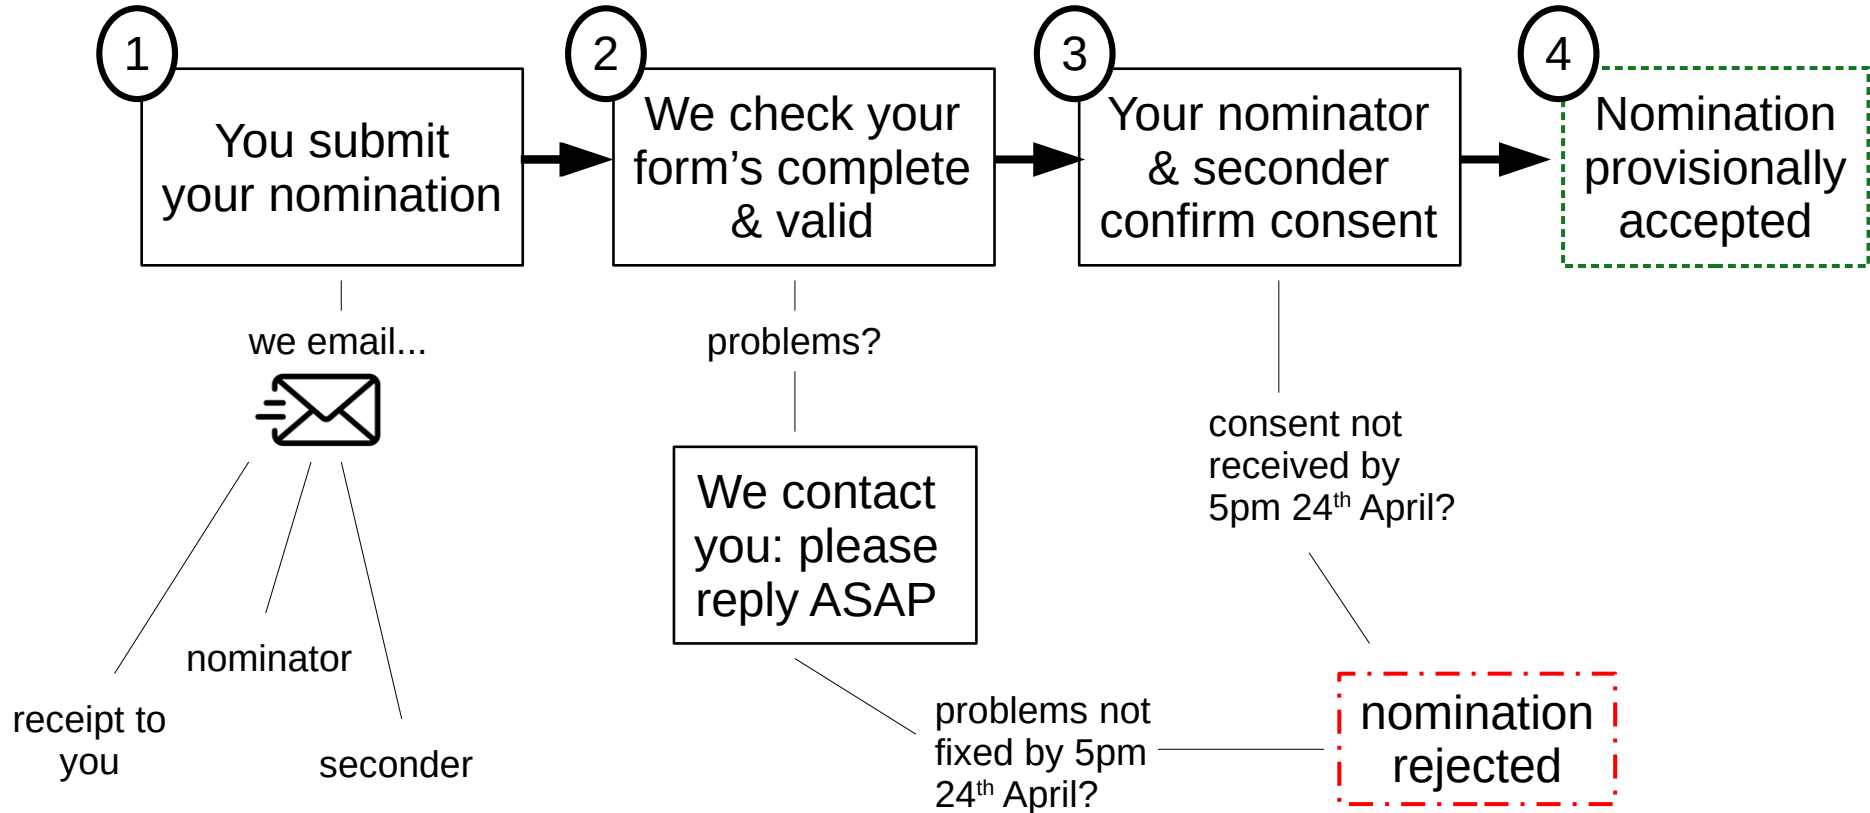 1
You submit
your nomination
2
We check your
form’s complete
& valid
3
Your nominator
& seconder
confirm consent
4
Nomination
provisionally
accepted
we email...
receipt to
you
nominator
seconder
problems?
We contact
you: please
reply ASAP
problems not
fixed by 5pm
24th April?
consent not
received by
5pm 24th April?
nomination
rejected